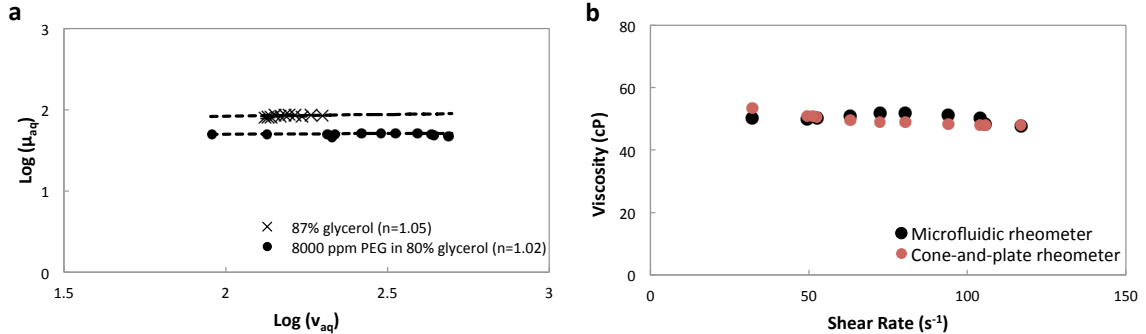 a
Log (μaq)
3
2
1
0
1.5
2
2.5
3
Log (vaq)
87% glycerol (n=1.05)
8000 ppm PEG in 80% glycerol (n=1.02)
b
Viscosity (cP)
80
60
40
20
0
0
50
100
150
Shear Rate (s⁻¹)
Microfluidic rheometer
Cone-and-plate rheometer